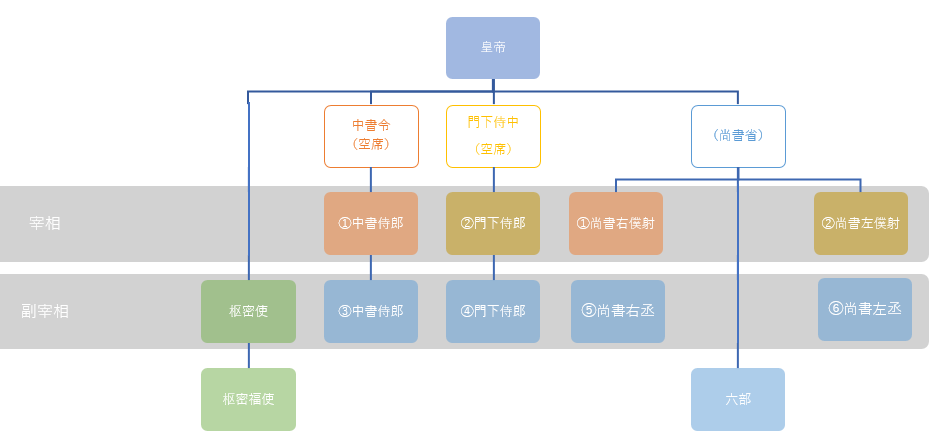 皇帝
中書令
（空席）
門下侍中
（空席）
（尚書省）
宰相
①中書侍郎
②門下侍郎
①尚書右僕射
②尚書左僕射
副宰相
枢密使
③中書侍郎
④門下侍郎
⑤尚書右丞
⑥尚書左丞
枢密福使
六部